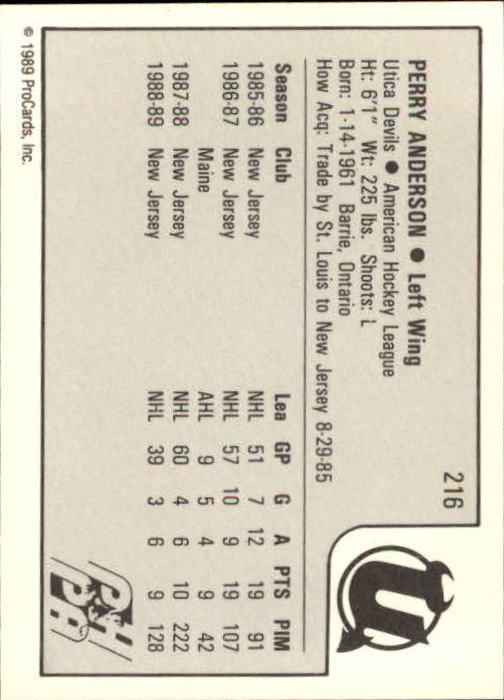 216
PERRY ANDERSON ● Left Wing
Utica Devils ● American Hockey League
Ht: 6'1" Wt: 225 lbs. Shoots: L
Born: 1-14-1961 Barrie, Ontario
How Acq: Trade by St. Louis to New Jersey 8-29-85
Season Club Lea GP G A PTS PIM
1985-86 New Jersey NHL 51 7 12 19 91
1986-87 New Jersey NHL 57 10 9 19 107
Maine AHL 9 5 4 9 42
1987-88 New Jersey NHL 60 4 6 10 222
1988-89 New Jersey NHL 39 3 6 9 128
© 1989 ProCards, Inc.
U